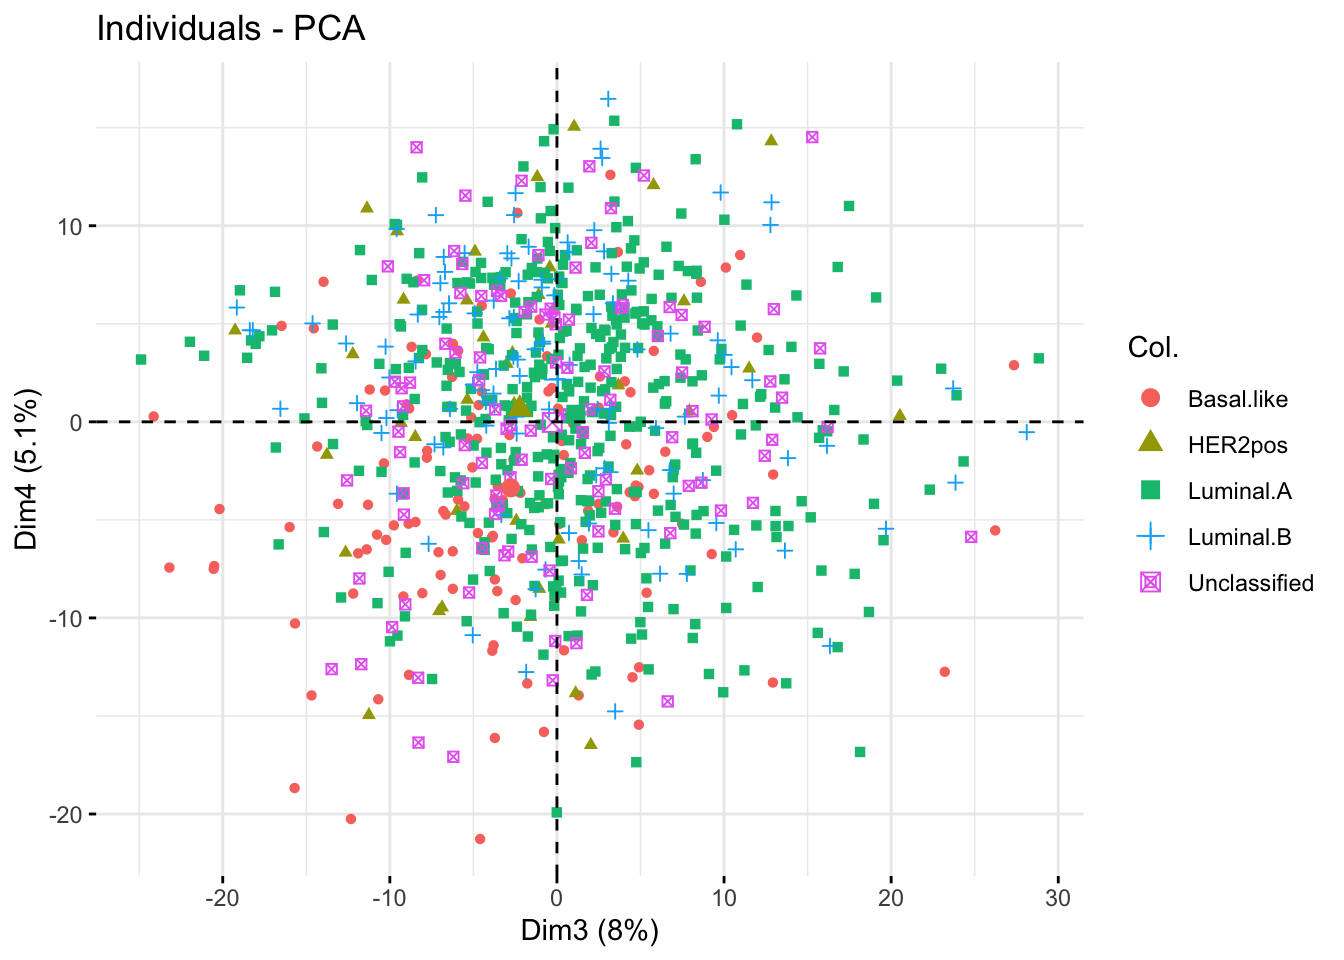 Individuals - PCA
10
0
-10
-20
Dim4 (5.1%)
-20
-10
0
10
20
30
Dim3 (8%)
Col.
Basal.like
HER2pos
Luminal.A
Luminal.B
Unclassified